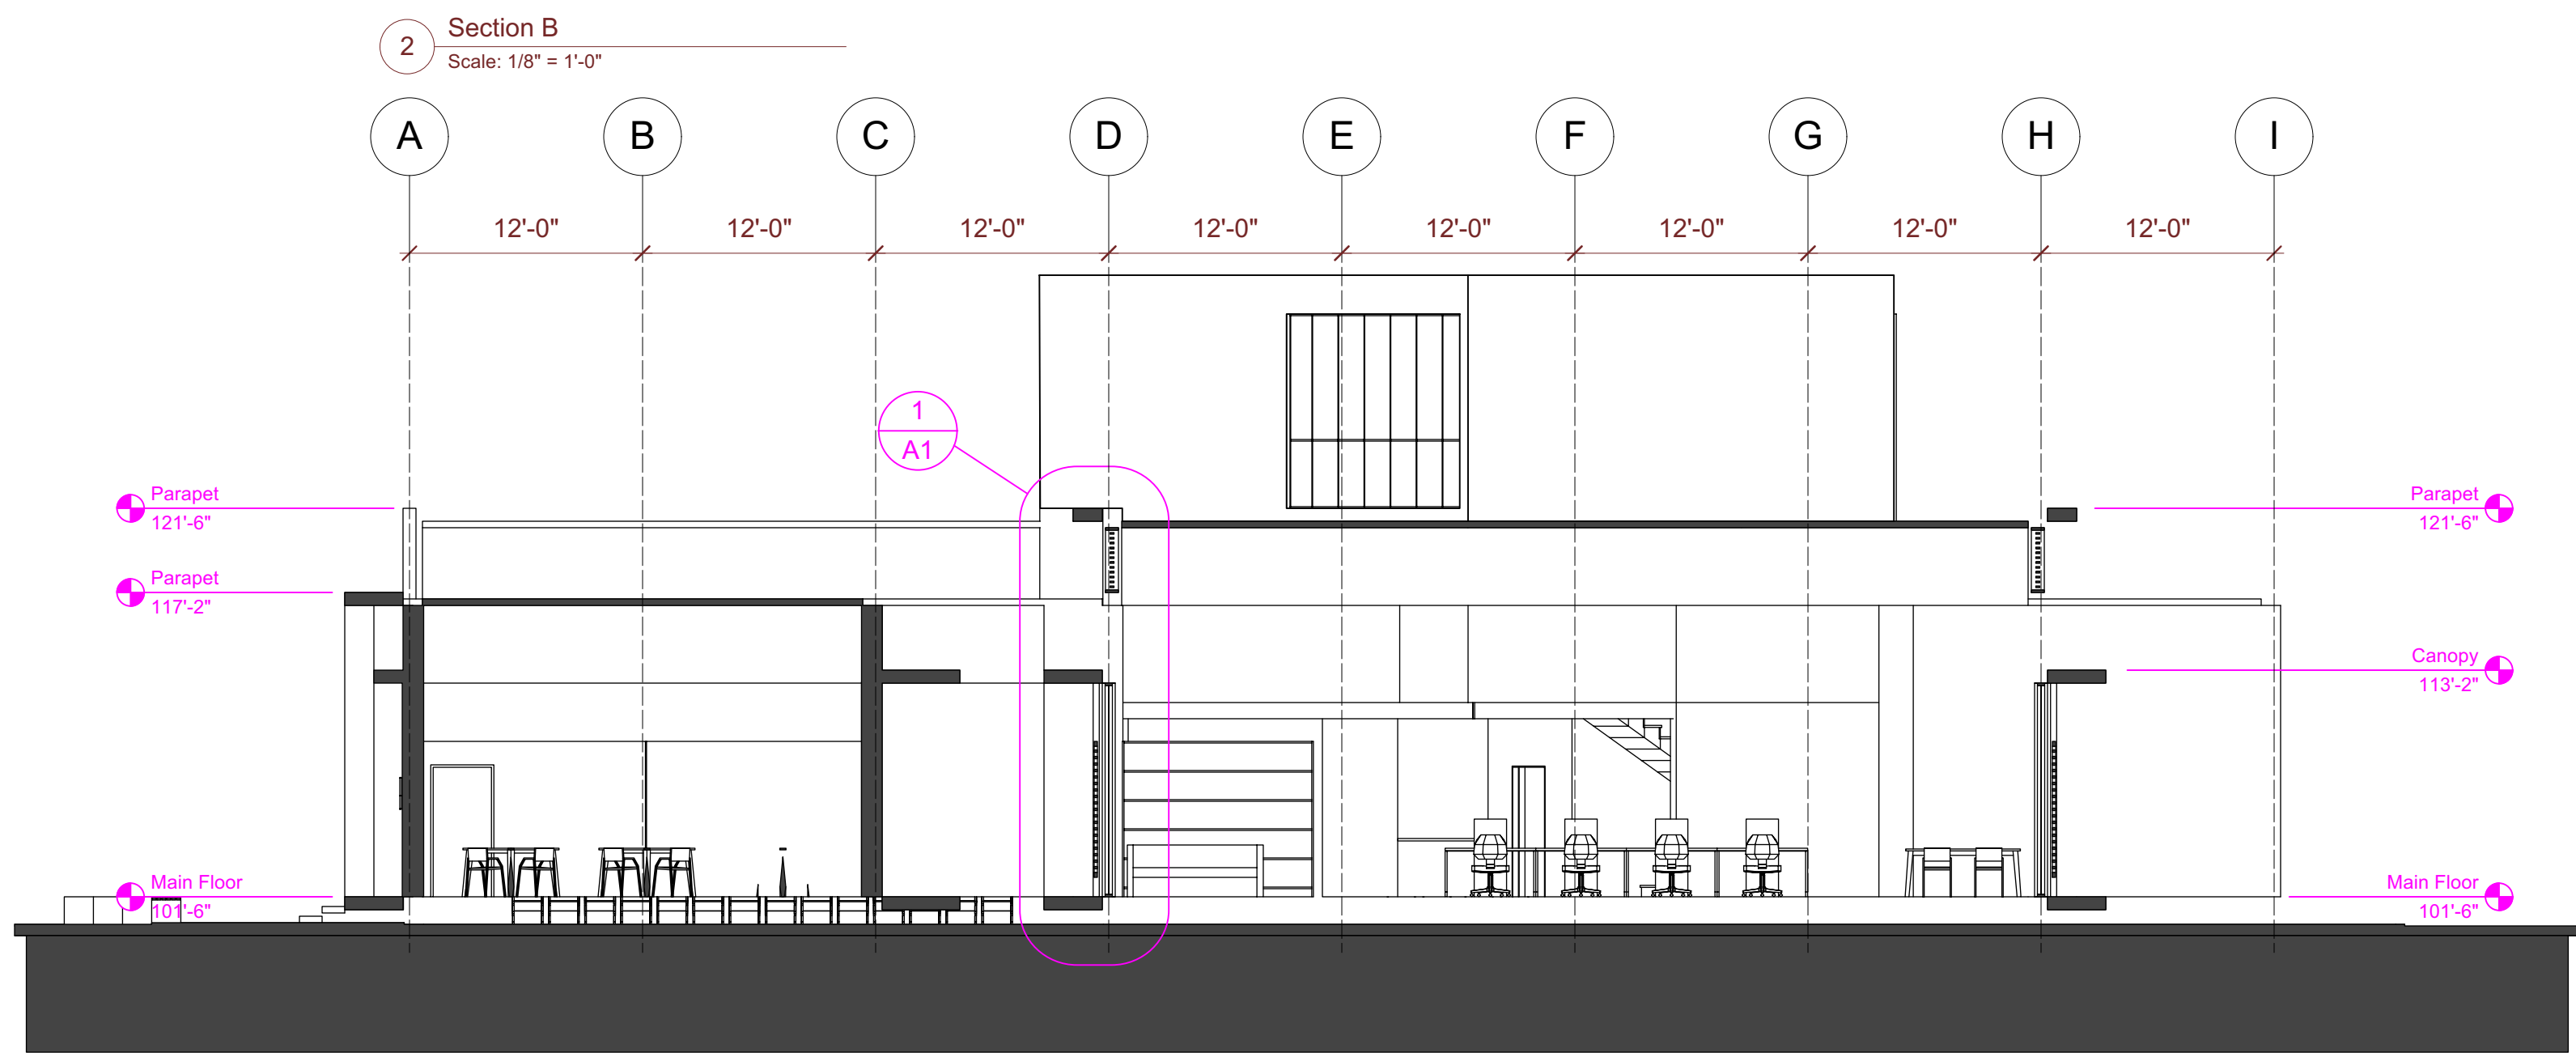 2
Section B
Scale: 1/8" = 1'-0"
A
B
C
D
E
F
G
H
I
12'-0"
12'-0"
12'-0"
12'-0"
12'-0"
12'-0"
12'-0"
12'-0"
1
A1
Parapet
121'-6"
Parapet
121'-6"
Parapet
117'-2"
Canopy
113'-2"
Main Floor
101'-6"
Main Floor
101'-6"